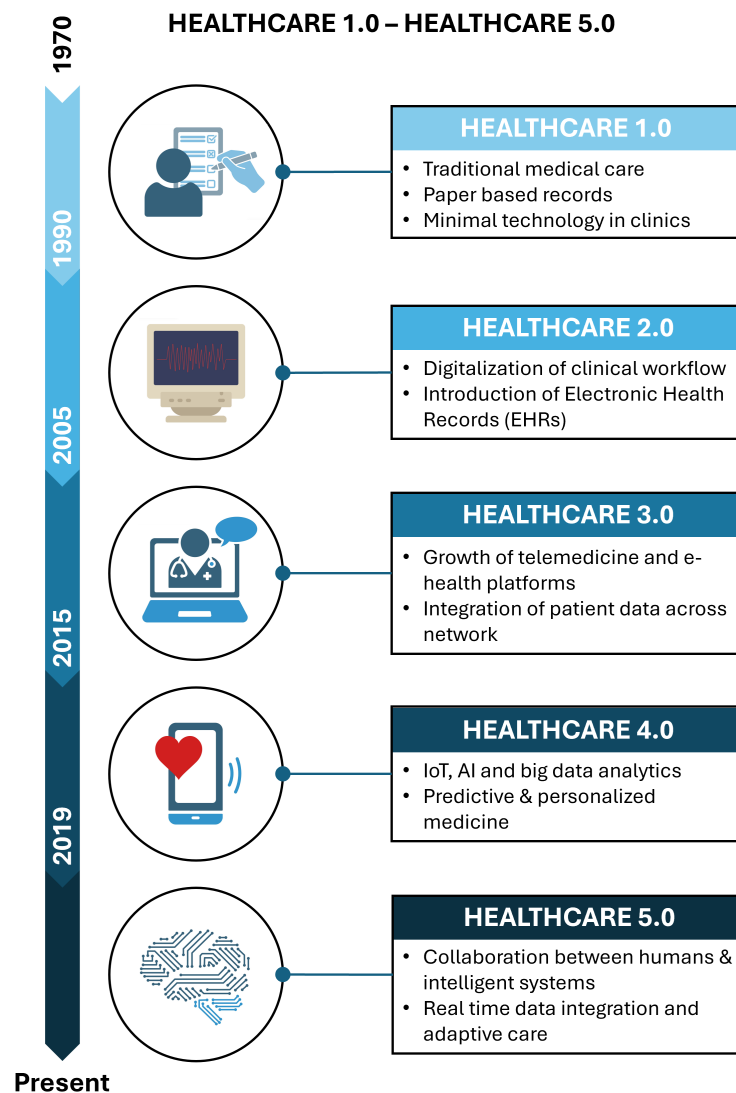 HEALTHCARE 1.0 – HEALTHCARE 5.0
1970
HEALTHCARE 1.0
• Traditional medical care
• Paper based records
• Minimal technology in clinics
1990
HEALTHCARE 2.0
• Digitalization of clinical workflow
• Introduction of Electronic Health
Records (EHRs)
2005
HEALTHCARE 3.0
• Growth of telemedicine and e-
health platforms
• Integration of patient data across
network
2015
HEALTHCARE 4.0
• IoT, AI and big data analytics
• Predictive & personalized
medicine
2019
HEALTHCARE 5.0
• Collaboration between humans &
intelligent systems
• Real time data integration and
adaptive care
Present